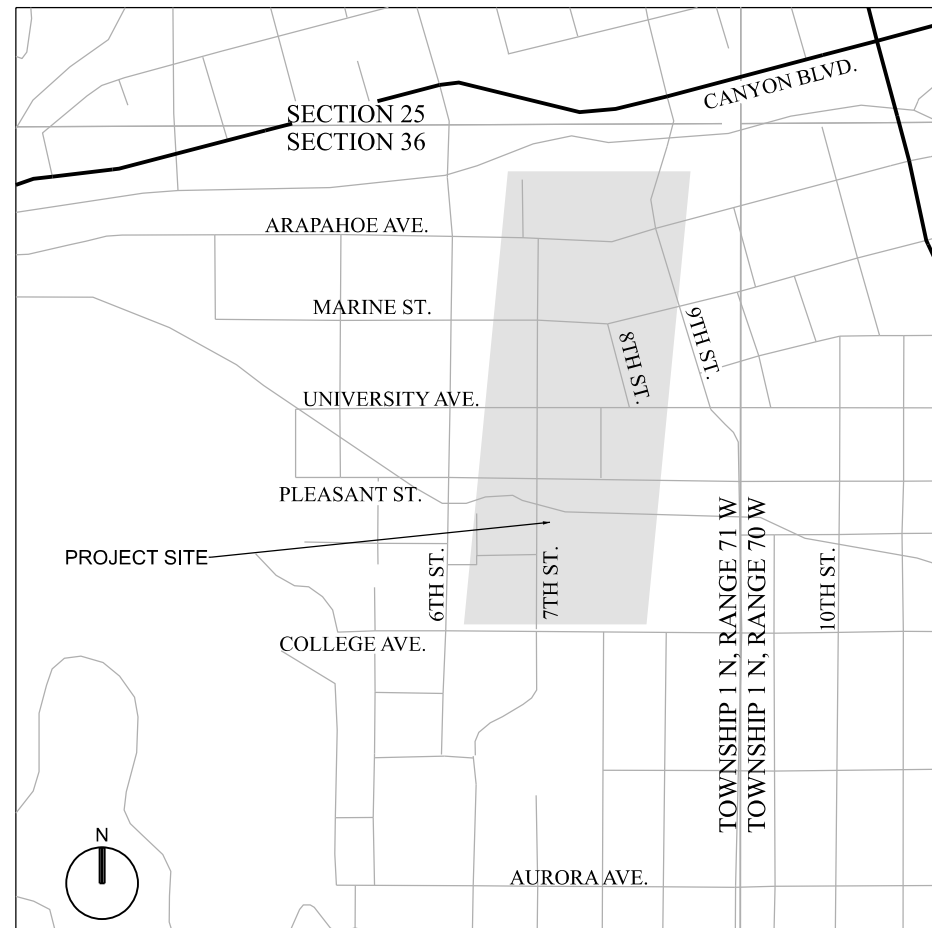 CANYON BLVD.
SECTION 25
SECTION 36
ARAPAHOE AVE.
MARINE ST.
8TH ST.
9TH ST.
UNIVERSITY AVE.
PLEASANT ST.
PROJECT SITE
6TH ST.
7TH ST.
TOWNSHIP 1 N, RANGE 71 W
TOWNSHIP 1 N, RANGE 70 W
10TH ST.
COLLEGE AVE.
N
AURORA AVE.